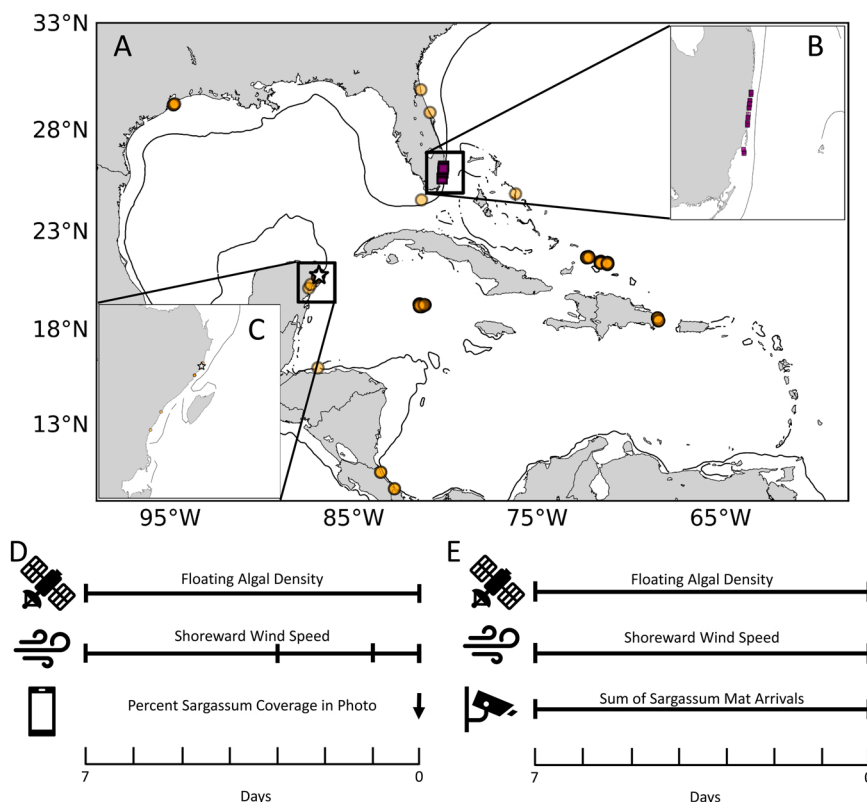 33°N
A
B
28°N
23°N
18°N
C
13°N
95°W 85°W 75°W 65°W
D
Floating Algal Density
Shoreward Wind Speed
Percent Sargassum Coverage in Photo
7 0
Days
E
Floating Algal Density
Shoreward Wind Speed
Sum of Sargassum Mat Arrivals
7 0
Days